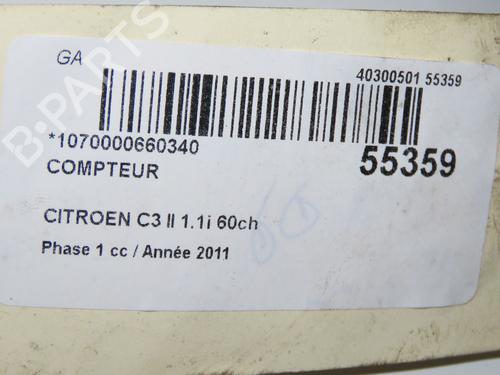 GA
40300501 55359
*1070000660340
55359
COMPTEUR
CITROEN C3 II 1.1i 60ch
Phase 1 cc / Année 2011
B-PARTS